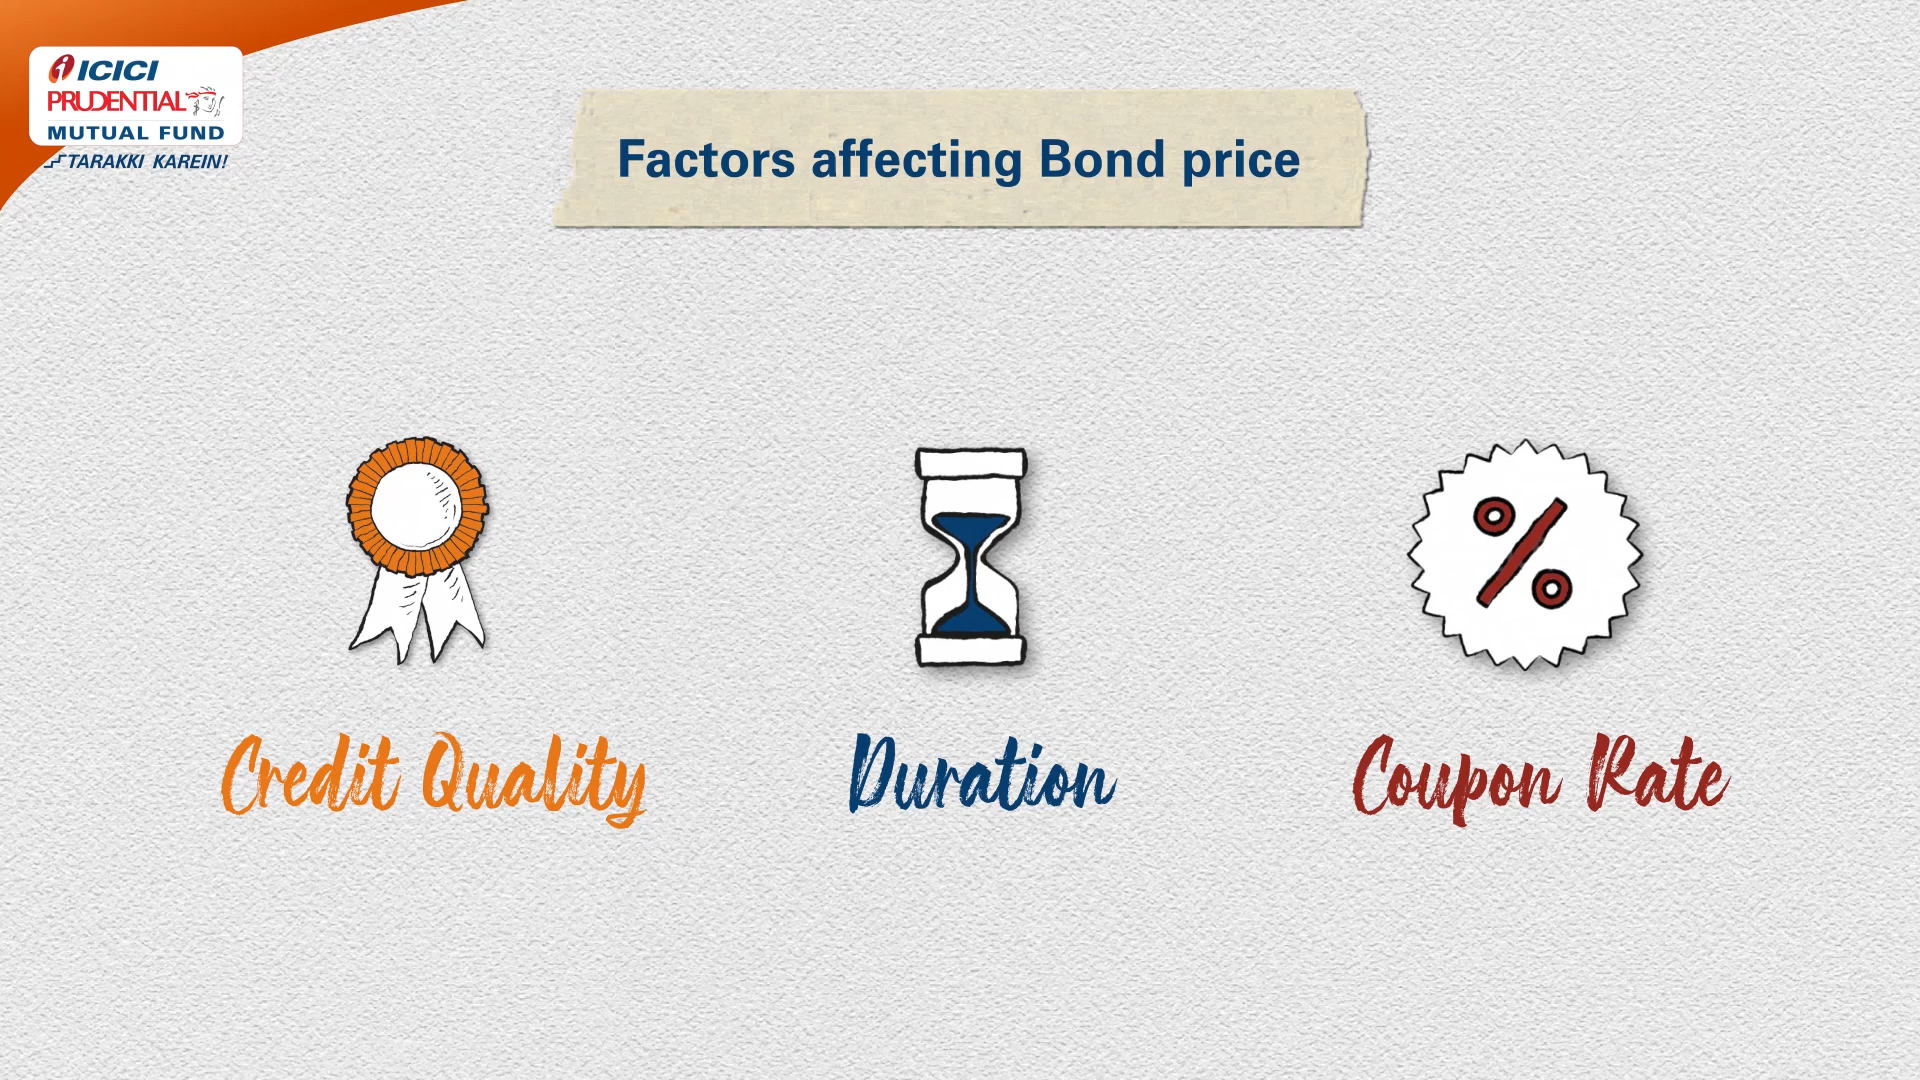 ICICI
PRUDENTIAL
MUTUAL FUND
TARAKKI KAREIN!
Factors affecting Bond price
%
Credit Quality
Duration
Coupon Rate